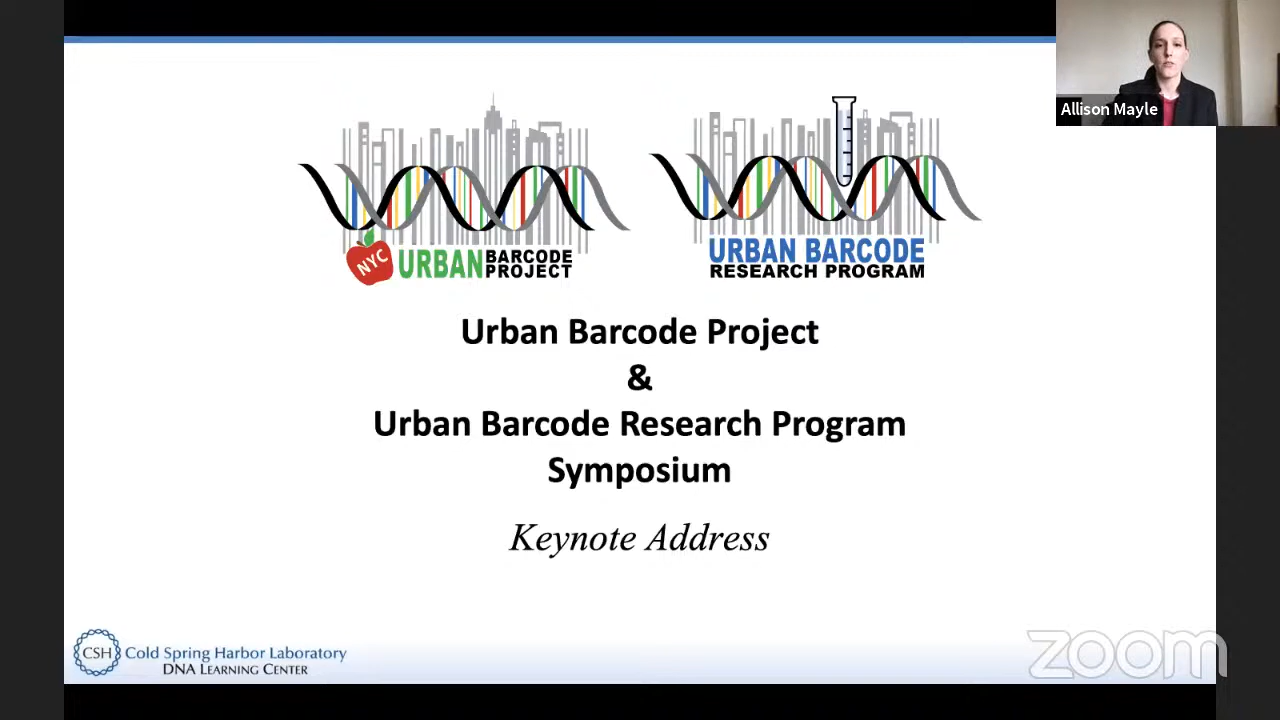 Allison Mayle
NYC URBAN BARCODE PROJECT
URBAN BARCODE
RESEARCH PROGRAM
Urban Barcode Project
&
Urban Barcode Research Program
Symposium
Keynote Address
CSH Cold Spring Harbor Laboratory
DNA LEARNING CENTER
zoom